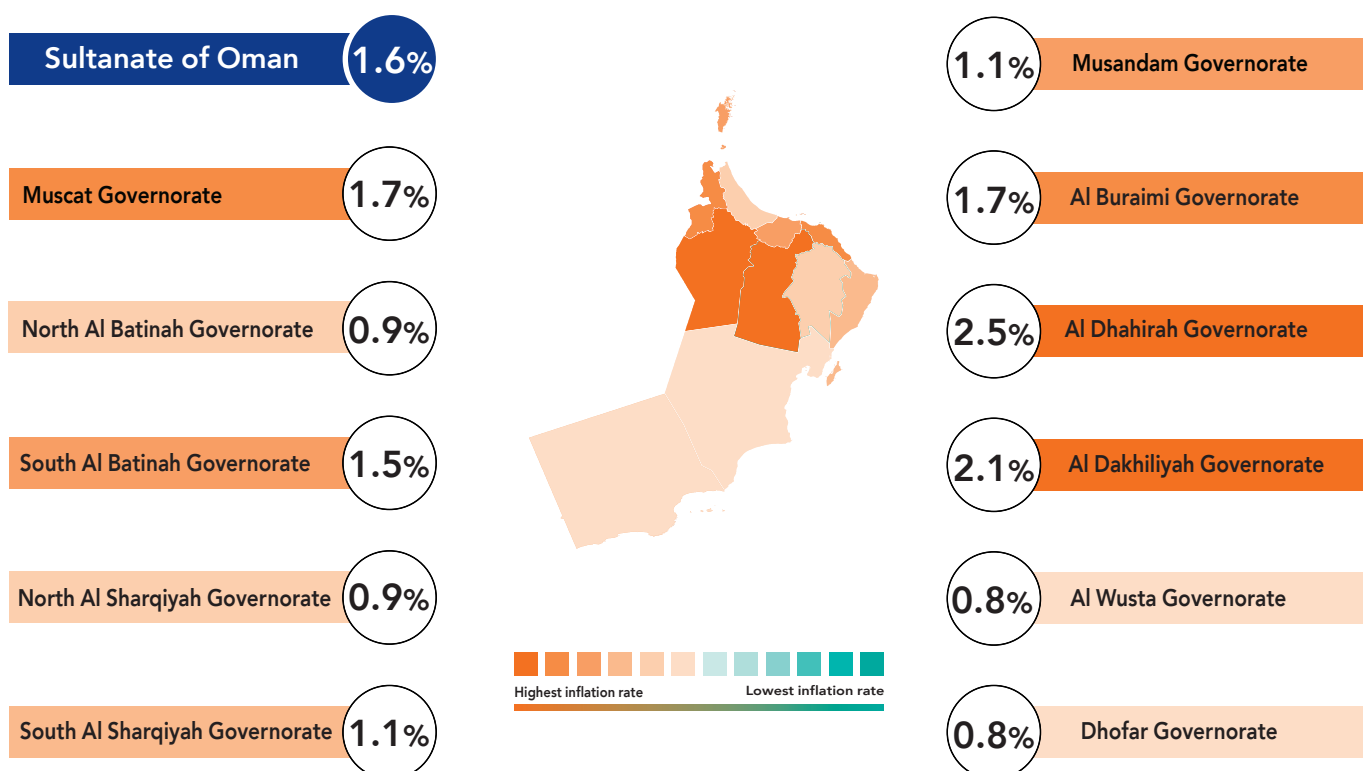 Sultanate of Oman
1.6%
Muscat Governorate
1.7%
North Al Batinah Governorate
0.9%
South Al Batinah Governorate
1.5%
North Al Sharqiyah Governorate
0.9%
South Al Sharqiyah Governorate
1.1%
Highest inflation rate
Lowest inflation rate
1.1%
Musandam Governorate
1.7%
Al Buraimi Governorate
2.5%
Al Dhahirah Governorate
2.1%
Al Dakhiliyah Governorate
0.8%
Al Wusta Governorate
0.8%
Dhofar Governorate